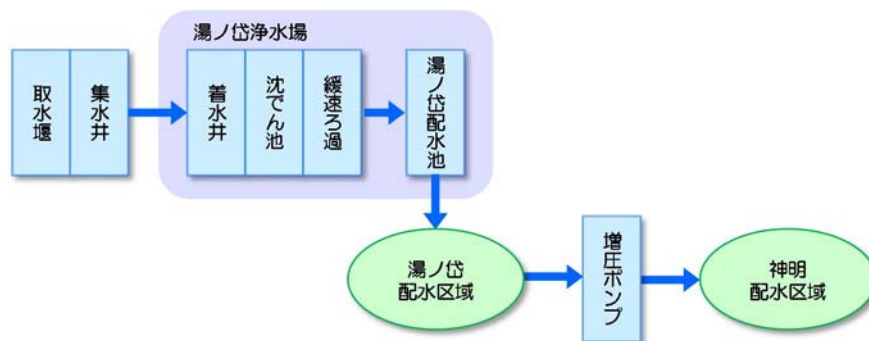 湯ノ岱浄水場
取水堰
集水井
着水井
沈でん池
緩速ろ過
湯ノ岱配水池
湯ノ岱
配水区域
増圧ポンプ
神明
配水区域